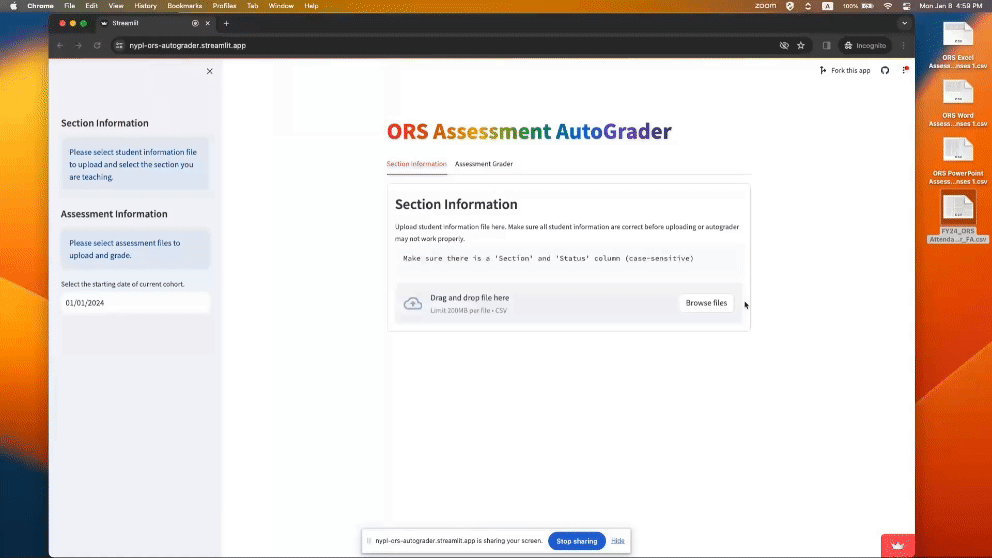 Chrome File Edit View History Bookmarks Profiles Tab Window Help
zoom A 100% Mon Jan 8 4:59 PM
Streamlit
nypl-ors-autograder.streamlit.app
Incognito
Fork this app
Section Information
Please select student information file
to upload and select the section you
are teaching.
Assessment Information
Please select assessment files to
upload and grade.
Select the starting date of current cohort.
01/01/2024
ORS Assessment AutoGrader
Section Information Assessment Grader
Section Information
Upload student information file here. Make sure all student information are correct before uploading or autograder
may not work properly.
Make sure there is a 'Section' and 'Status' column (case-sensitive)
Drag and drop file here
Limit 200MB per file • CSV
Browse files
nypl-ors-autograder.streamlit.app is sharing your screen.
Stop sharing
Hide
ORS Excel
Assess...nses 1.csv
ORS Word
Assess...nses 1.csv
ORS PowerPoint
Assess...nses 1.csv
FY24_ORS
Attenda...r_FA.csv